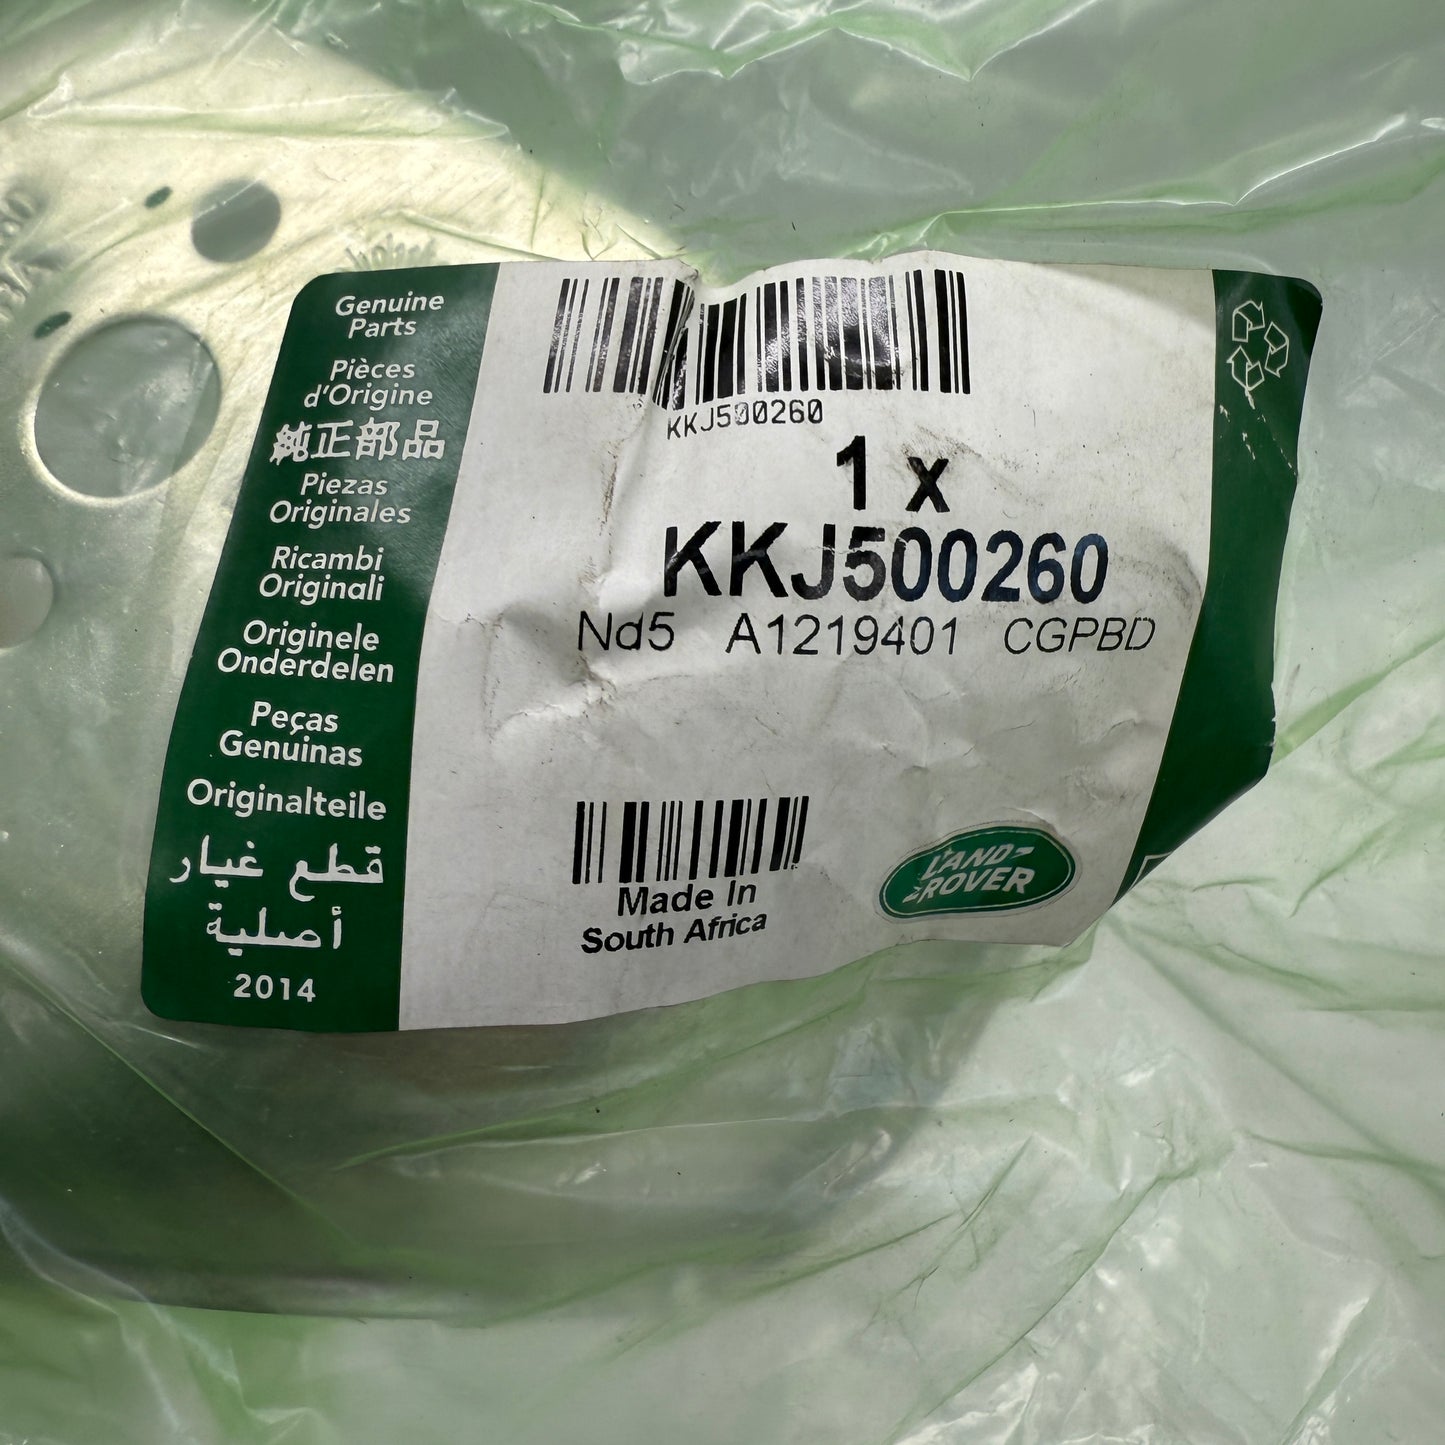 Genuine
Parts
Pièces
d'Origine
純正部品
Piezas
Originales
Ricambi
Originali
Originele
Onderdelen
Peças
Genuinas
Originalteile
قطع غيار
أصلية
2014
KKJ500260
1 x
KKJ500260
Nd5 A1219401 CGPBD
Made In
South Africa
LAND
ROVER